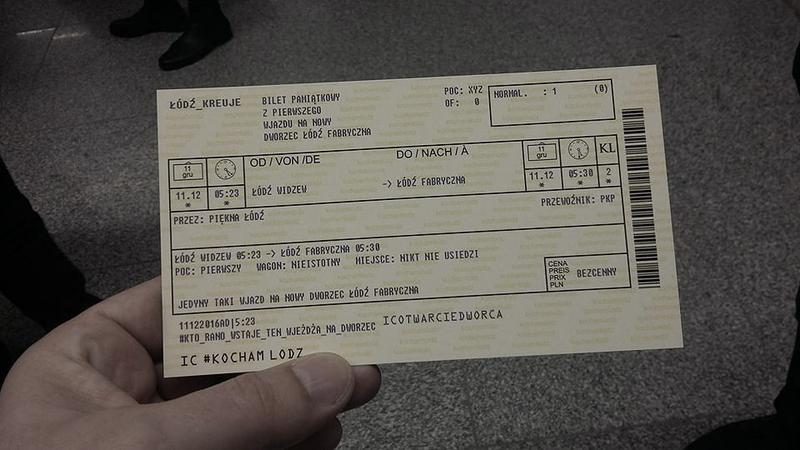 ŁÓDŹ_KREUJE
BILET PAMIĄTKOWY
Z PIERWSZEGO
WJAZDU NA NOWY
DWORZEC ŁÓDŹ FABRYCZNA
POC: XYZ
OF: 0
NORMAL. : 1 (0)
11 gru
OD / VON /DE
DO / NACH / À
11 gru
KL
11.12 05:23
ŁÓDŹ WIDZEW -> ŁÓDŹ FABRYCZNA
11.12 05:30 2
* *
* * *
PRZEZ: PIĘKNA ŁÓDŹ
PRZEWOŹNIK: PKP
ŁÓDŹ WIDZEW 05:23 -> ŁÓDŹ FABRYCZNA 05:30
POC: PIERWSZY WAGON: NIEISTOTNY MIEJSCE: NIKT NIE USIEDZI
CENA
PREIS
PRIX
PLN
BEZCENNY
JEDYNY TAKI WJAZD NA NOWY DWORZEC ŁÓDŹ FABRYCZNA
11122016AD|5:23
#KTO_RANO_WSTAJE_TEN_WJEŻDŻA_NA_DWORZEC
ICOTWARCIEDWORCA
IC #KOCHAM LODZ